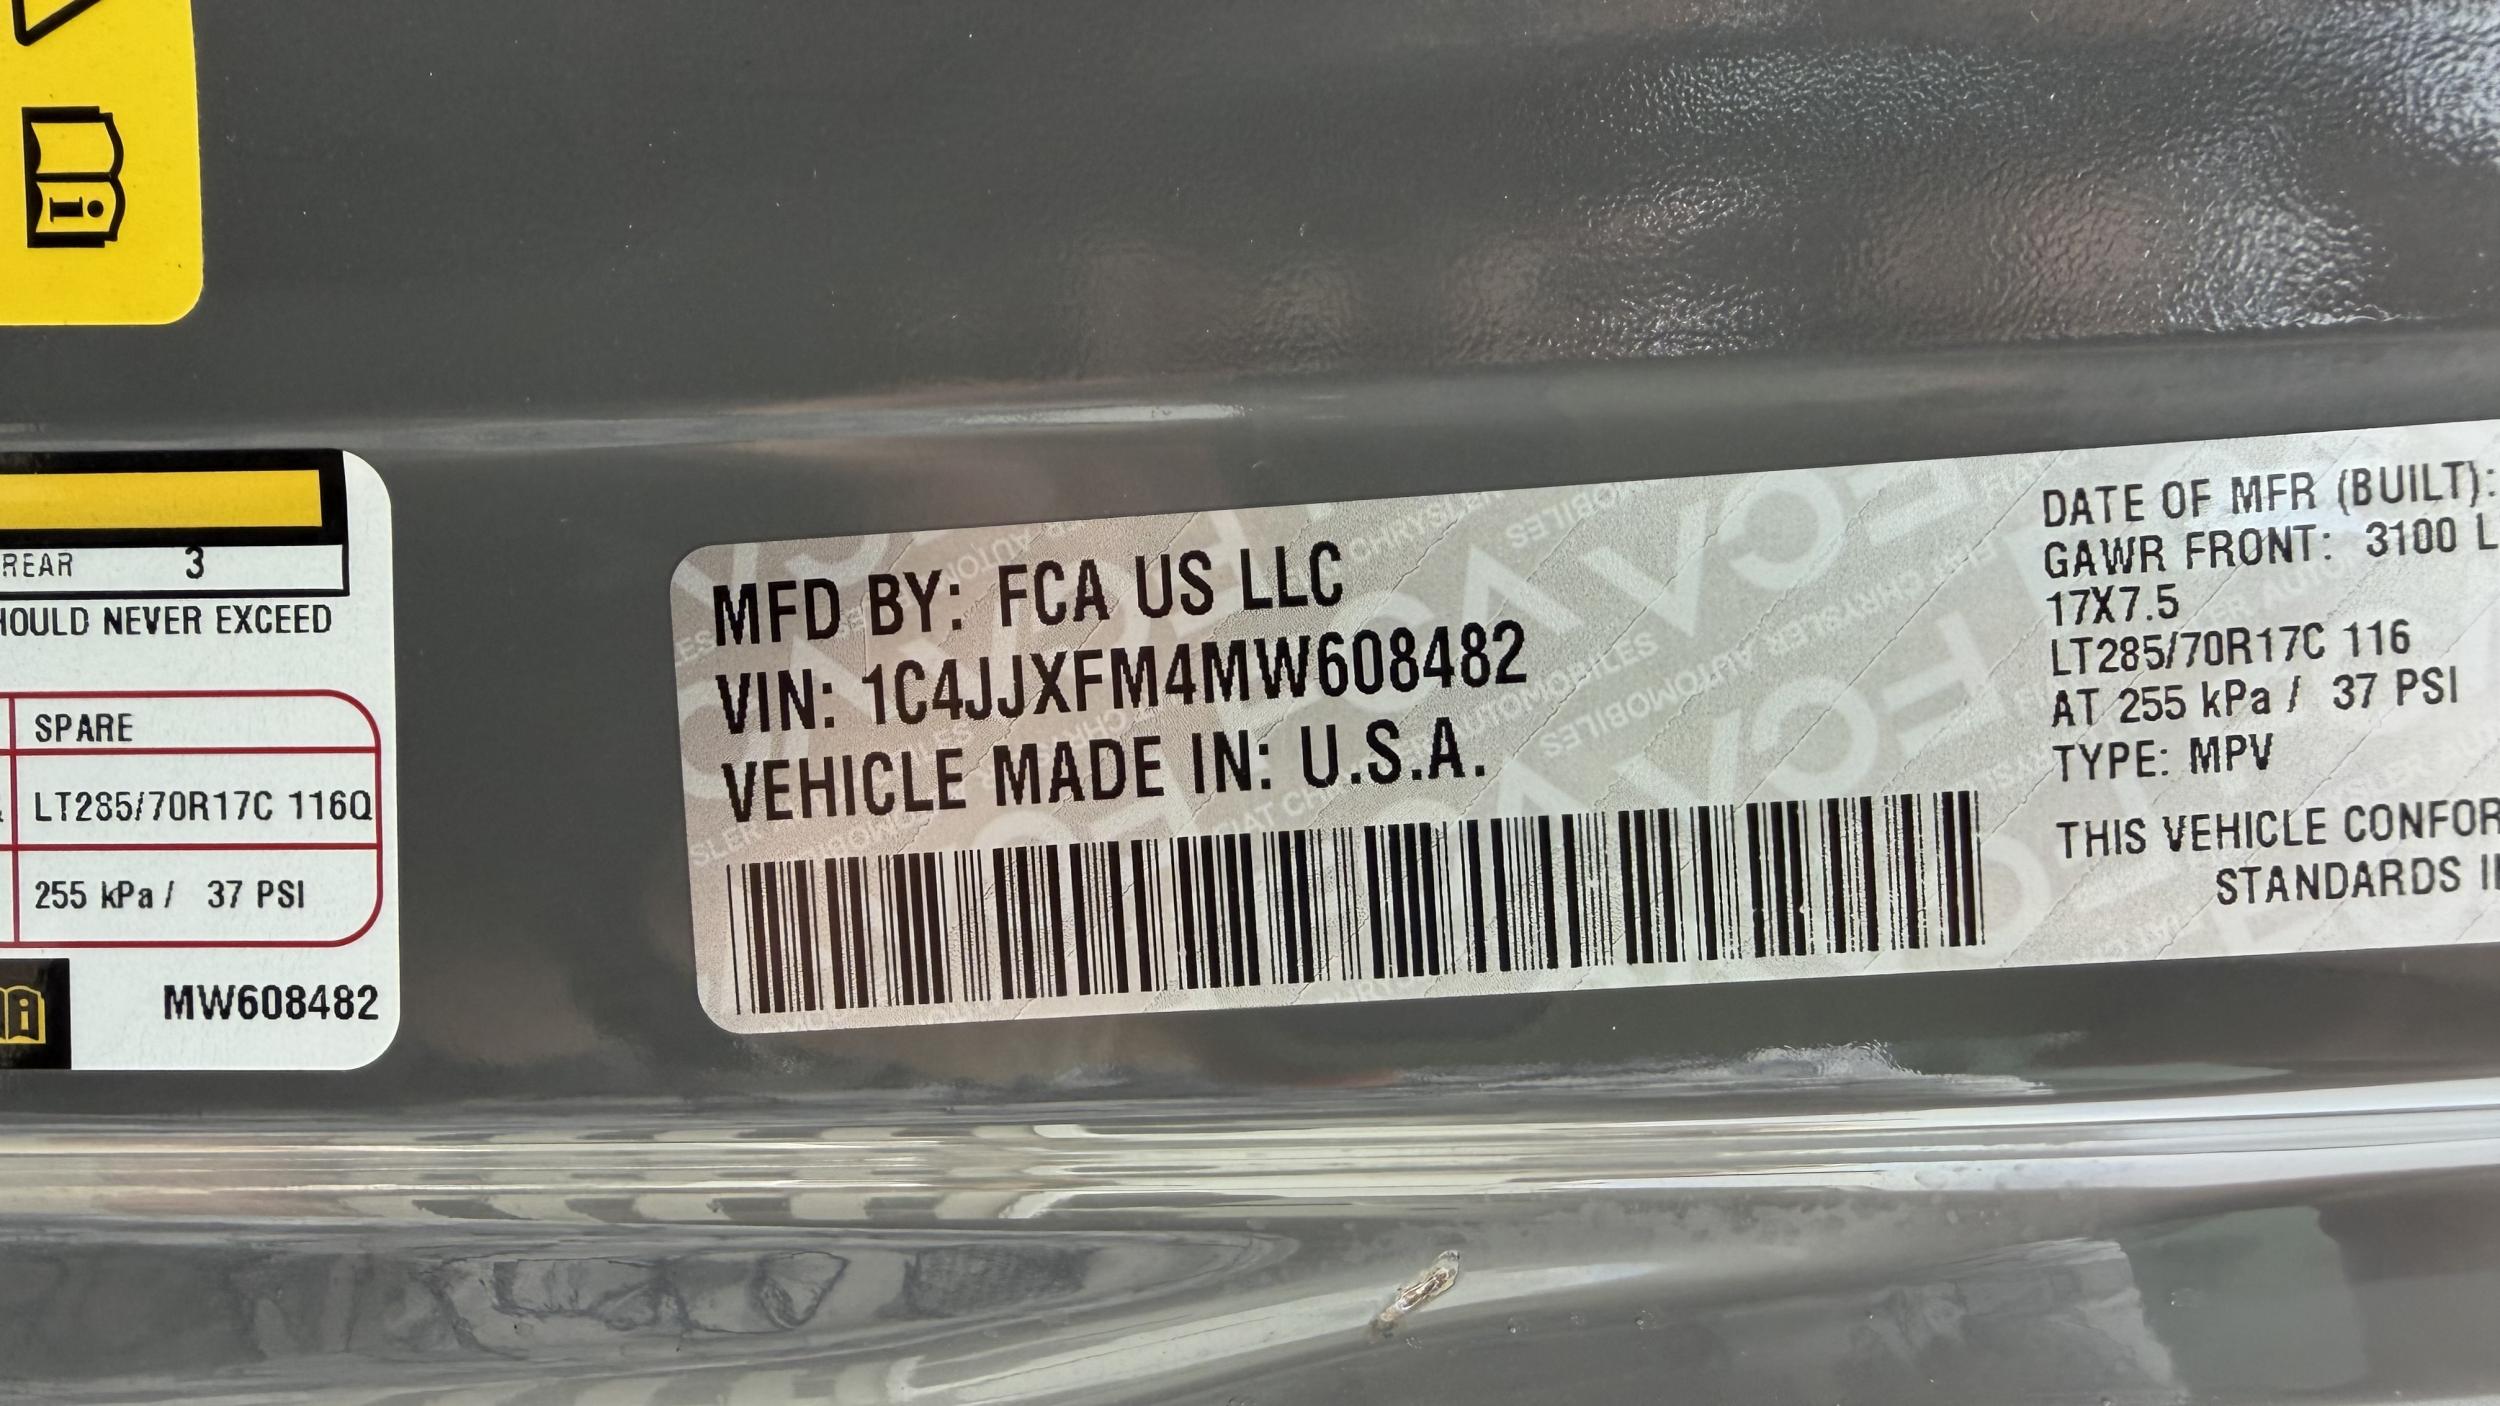 REAR 3
HOULD NEVER EXCEED
SPARE
LT285/70R17C 116Q
255 kPa / 37 PSI
MW608482
MFD BY: FCA US LLC
VIN: 1C4JJXFM4MW608482
VEHICLE MADE IN: U.S.A.
DATE OF MFR (BUILT):
GAWR FRONT: 3100 L
17X7.5
LT285/70R17C 116
AT 255 kPa / 37 PSI
TYPE: MPV
THIS VEHICLE CONFOR
STANDARDS I